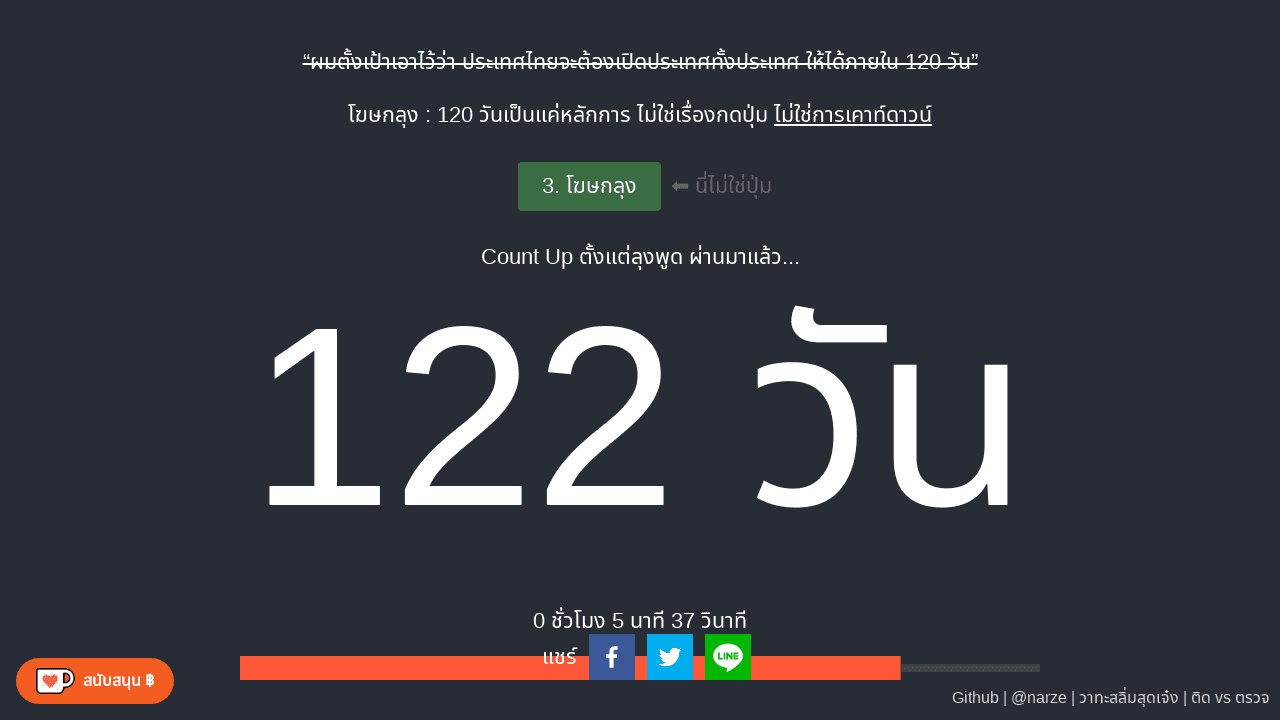 “ผมตั้งเป้าเอาไว้ว่า ประเทศไทยจะต้องเปิดประเทศทั้งประเทศ ให้ได้ภายใน 120 วัน”
โฆษกลุง : 120 วันเป็นแค่หลักการ ไม่ใช่เรื่องกดปุ่ม ไม่ใช่การเคาท์ดาวน์
3. โฆษกลุง ⬅ นี่ไม่ใช่ปุ่ม
Count Up ตั้งแต่ลุงพูด ผ่านมาแล้ว...
122 วัน
0 ชั่วโมง 5 นาที 37 วินาที
แชร์
LINE
สนับสนุน ฿
Github | @narze | วาทะสลิ่มสุดเจ๋ง | ติด vs ตรวจ